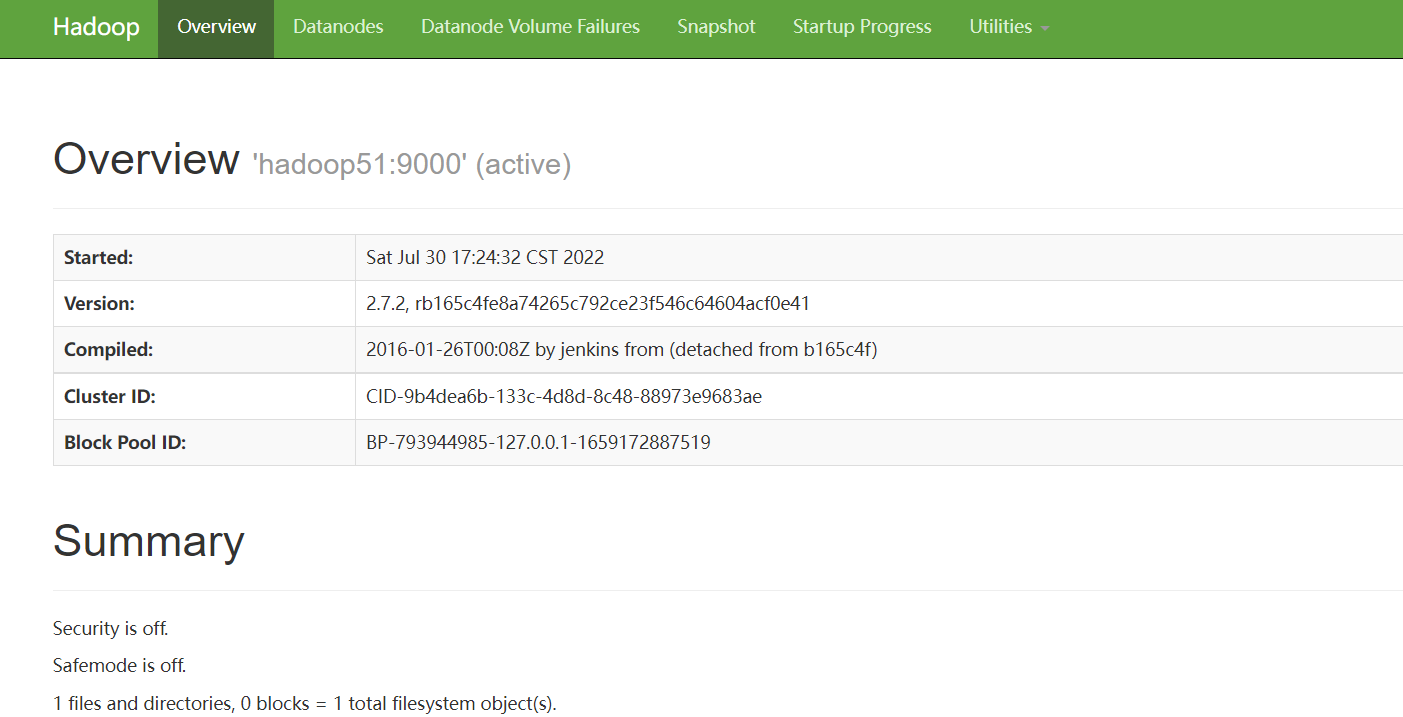 Hadoop Overview Datanodes Datanode Volume Failures Snapshot Startup Progress Utilities
Overview 'hadoop51:9000' (active)
Started: Sat Jul 30 17:24:32 CST 2022
Version: 2.7.2, rb165c4fe8a74265c792ce23f546c64604acf0e41
Compiled: 2016-01-26T00:08Z by jenkins from (detached from b165c4f)
Cluster ID: CID-9b4dea6b-133c-4d8d-8c48-88973e9683ae
Block Pool ID: BP-793944985-127.0.0.1-1659172887519
Summary
Security is off.
Safemode is off.
1 files and directories, 0 blocks = 1 total filesystem object(s).